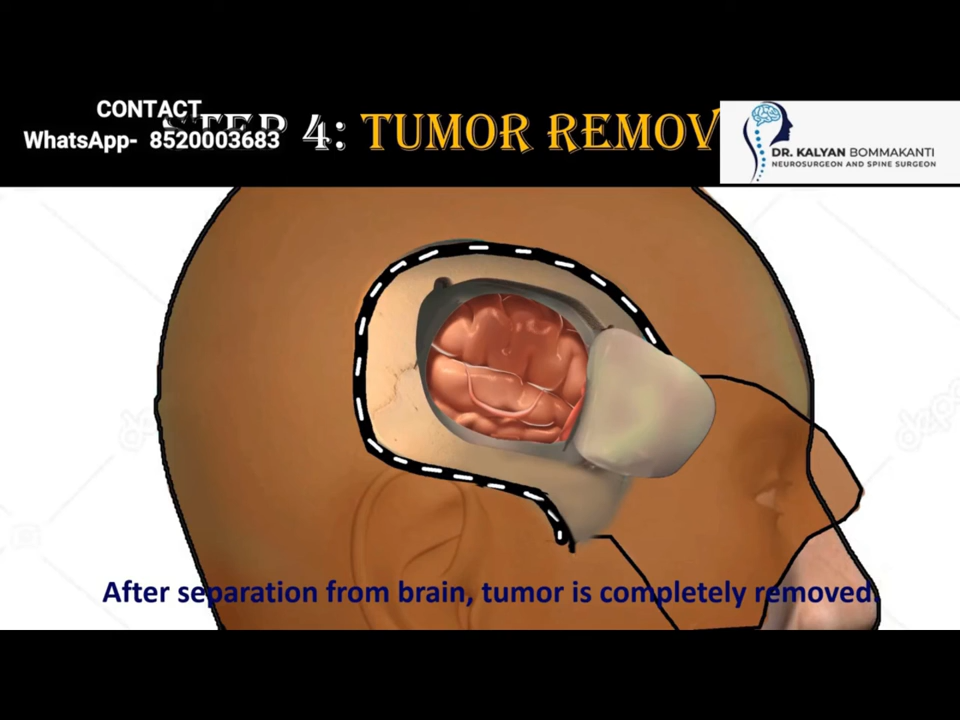 CONTACT
WhatsApp- 8520003683
STEP 4: TUMOR REMOV
DR. KALYAN BOMMAKANTI
NEUROSURGEON AND SPINE SURGEON
After separation from brain, tumor is completely removed.